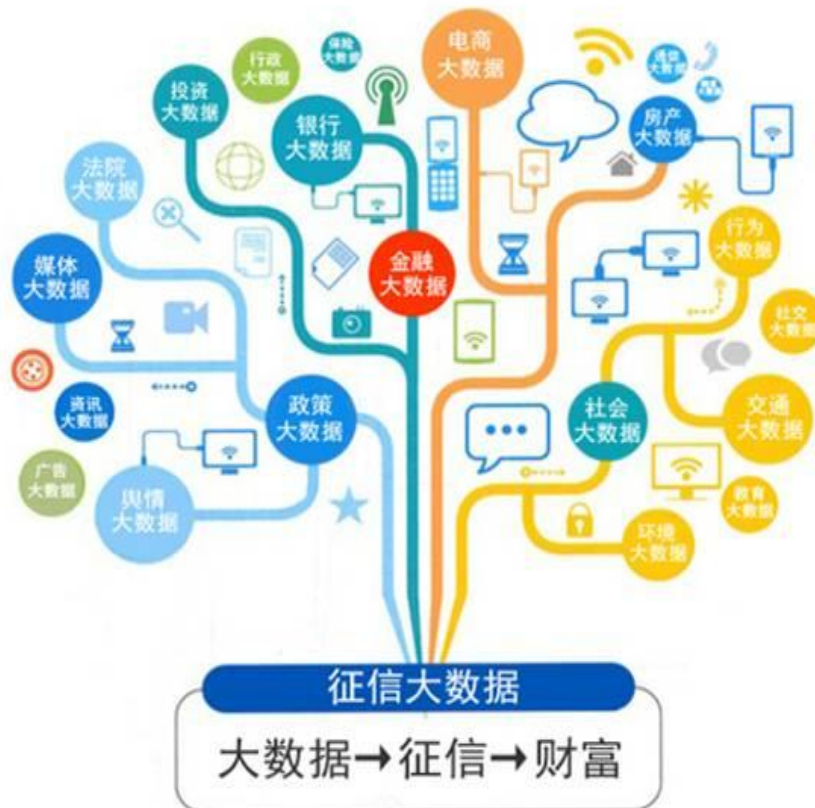 保险
大数据
行政
大数据
电商
大数据
通信
大数据
投资
大数据
银行
大数据
房产
大数据
法院
大数据
行为
大数据
媒体
大数据
金融
大数据
社交
大数据
资讯
大数据
政策
大数据
社会
大数据
交通
大数据
广告
大数据
舆情
大数据
教育
大数据
环境
大数据
征信大数据
大数据→征信→财富